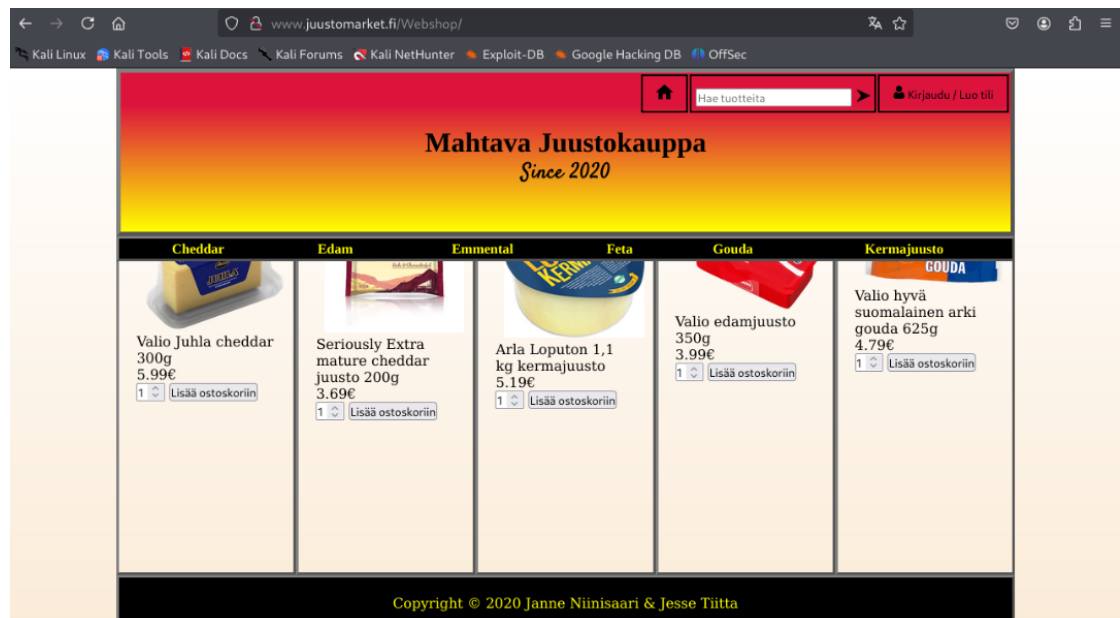 www.juustomarket.fi/Webshop/
Kali Linux Kali Tools Kali Docs Kali Forums Kali NetHunter Exploit-DB Google Hacking DB OffSec
Hae tuotteita
Kirjaudu / Luo tili
Mahtava Juustokauppa
Since 2020
Cheddar Edam Emmental Feta Gouda Kermajuusto
Valio Juhla cheddar
300g
5.99€
1 Lisää ostoskoriin
Seriously Extra
mature cheddar
juusto 200g
3.69€
1 Lisää ostoskoriin
Arla Loputon 1,1
kg kermajuusto
5.19€
1 Lisää ostoskoriin
Valio edamjuusto
350g
3.99€
1 Lisää ostoskoriin
GOUDA
Valio hyvä
suomalainen arki
gouda 625g
4.79€
1 Lisää ostoskoriin
Copyright © 2020 Janne Niinisaari & Jesse Tiitta